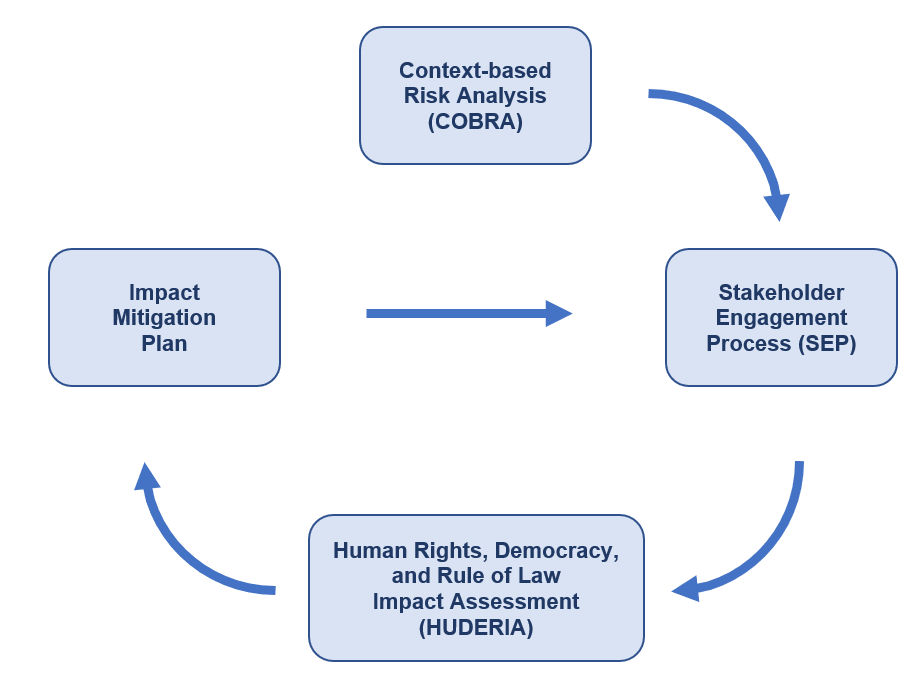 Context-based
Risk Analysis
(COBRA)
Impact
Mitigation
Plan
Stakeholder
Engagement
Process (SEP)
Human Rights, Democracy,
and Rule of Law
Impact Assessment
(HUDERIA)